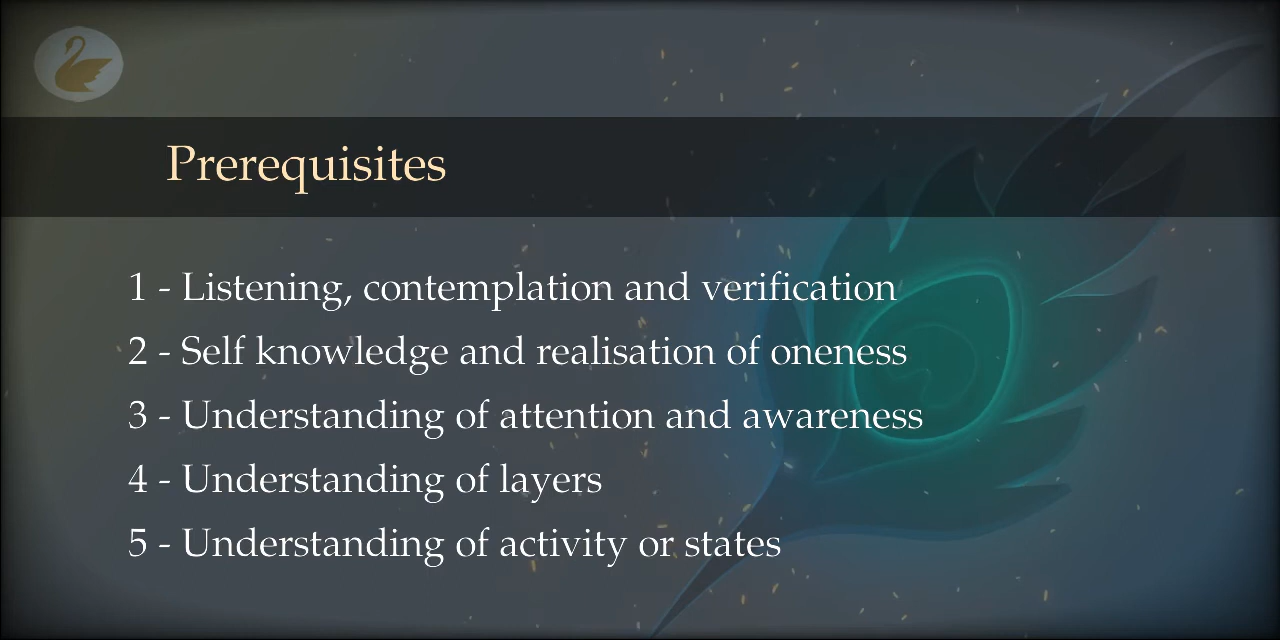 Prerequisites
1 - Listening, contemplation and verification
2 - Self knowledge and realisation of oneness
3 - Understanding of attention and awareness
4 - Understanding of layers
5 - Understanding of activity or states